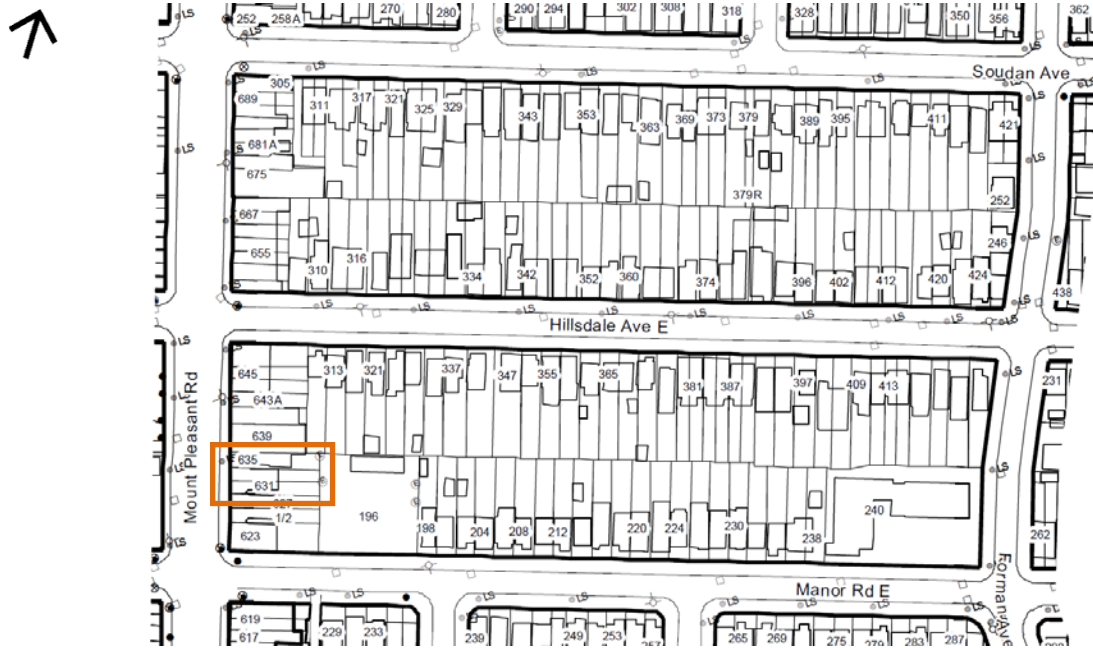 252 258A 270 280 290 294 302 308 318 328 350 356 362
LS
Soudan Ave
689 305 311 317 321 325 329 343 353 363 369 373 379 389 395 411 421
681A
675
379R
252
667
655 310 316 334 342 352 360 374 396 402 412 420 424 246
438
Hillsdale Ave E
Mount Pleasant Rd
645 313 321 337 347 355 365 381 387 397 409 413 231
643A
639
635
631
1/2
623 196 198 204 208 212 220 224 230 238 240 262
Manor Rd E
Forman Ave
619
617 229 233 239 249 253 257 265 269 275 279 283 287